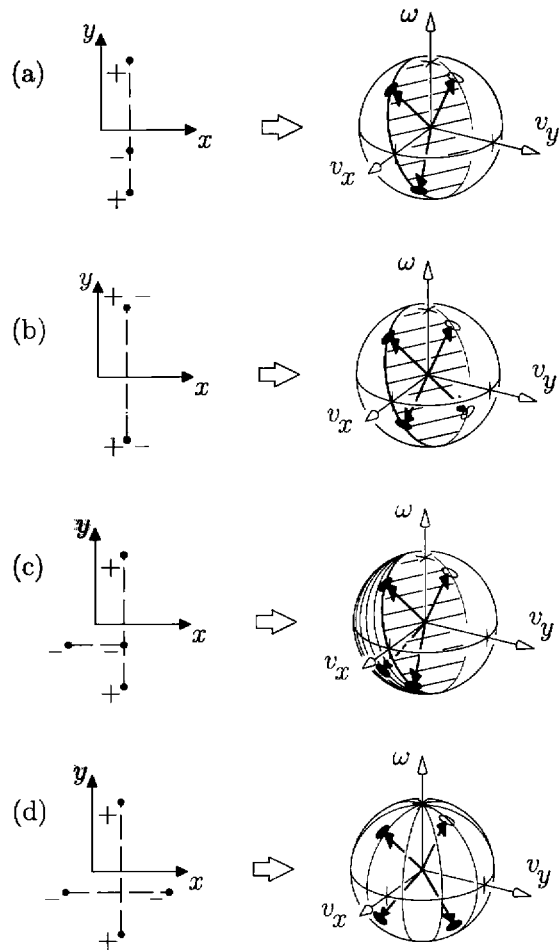 (a)
y
+
x
−
+
ω
v_y
v_x
(b)
y
+ −
x
+ −
ω
v_y
v_x
(c)
y
+
x
− −
+
ω
v_y
v_x
(d)
y
+
x
− −
+
ω
v_y
v_x